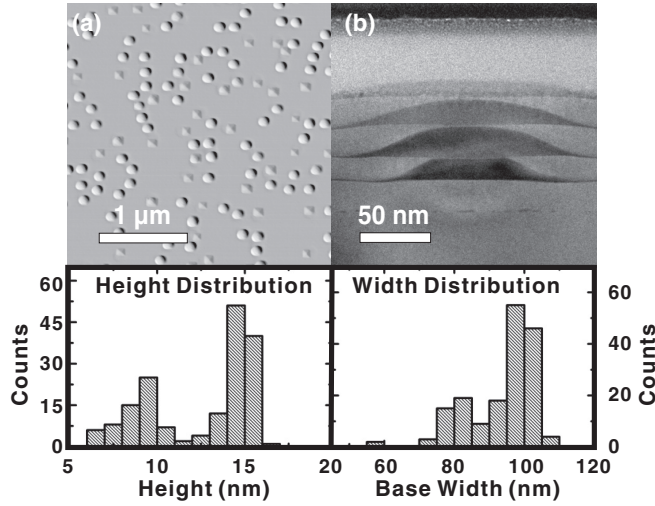 (a)
(b)
1 μm
50 nm
Height Distribution
Width Distribution
Counts
60
45
30
15
0
5
10
15
20
Height (nm)
60
80
100
120
Base Width (nm)
60
40
20
0
Counts